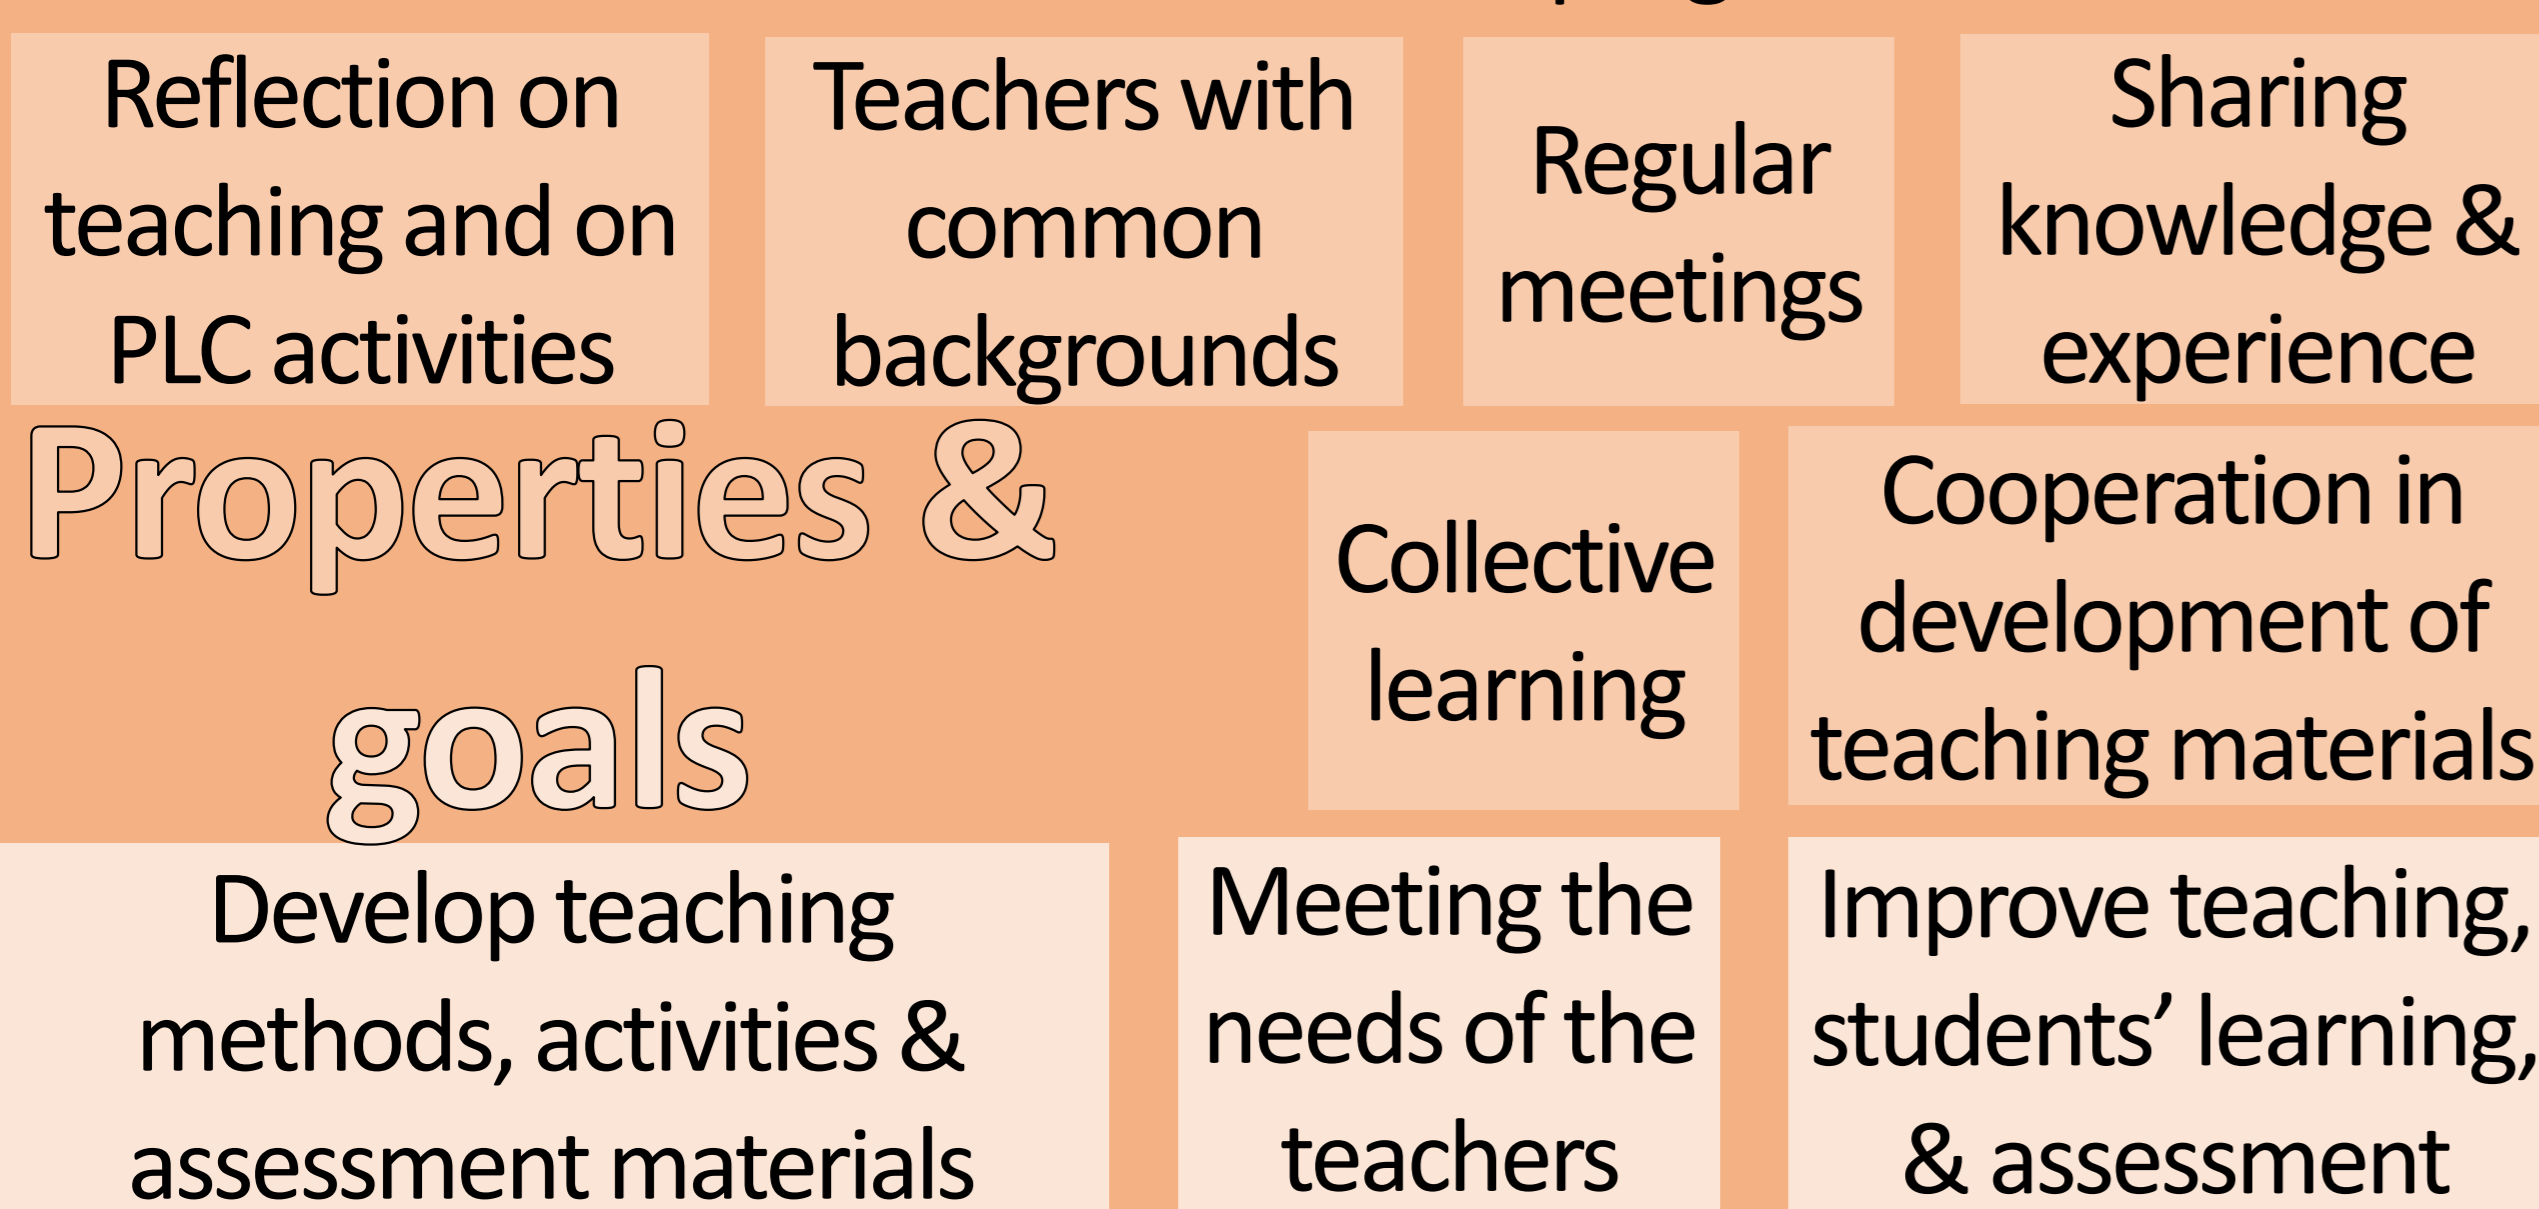 Reflection on
teaching and on
PLC activities
Teachers with
common
backgrounds
Regular
meetings
Sharing
knowledge &
experience
Properties &
goals
Collective
learning
Cooperation in
development of
teaching materials
Develop teaching
methods, activities &
assessment materials
Meeting the
needs of the
teachers
Improve teaching,
students’ learning,
& assessment